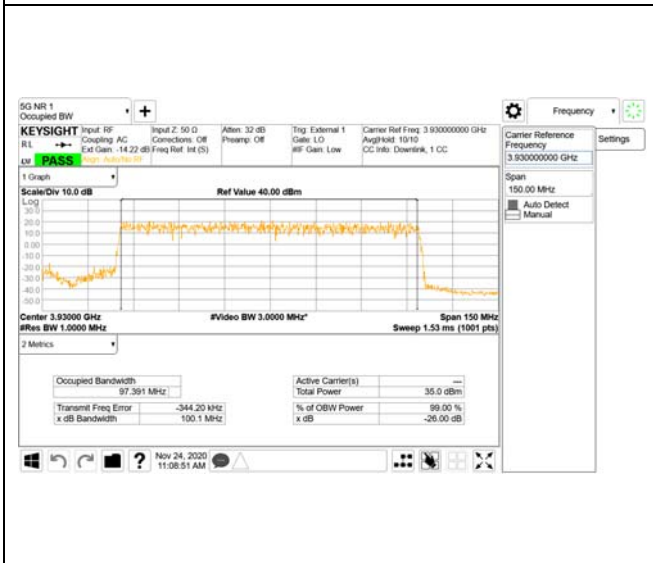 5G NR 1
Occupied BW
Frequency
KEYSIGHT
R L
PASS
Input: RF
Coupling: AC
Ext Gain: -14.22 dB
Align: Auto/No RF
Input Z: 50 Ω
Corrections: Off
Freq Ref: Int (S)
Atten: 32 dB
Preamp: Off
Trig: External 1
Gate: LO
#IF Gain: Low
Carrier Ref Freq: 3.930000000 GHz
Avg|Hold: 10/10
CC Info: Downlink, 1 CC
Carrier Reference
Frequency
3.930000000 GHz
Settings
Span
150.00 MHz
Auto Detect
Manual
1 Graph
Scale/Div 10.0 dB
Ref Value 40.00 dBm
Log
30.0
20.0
10.0
0.00
-10.0
-20.0
-30.0
-40.0
-50.0
Center 3.93000 GHz
#Video BW 3.0000 MHz*
Span 150 MHz
#Res BW 1.0000 MHz
Sweep 1.53 ms (1001 pts)
2 Metrics
Occupied Bandwidth
97.391 MHz
Active Carrier(s)
---
Total Power
35.0 dBm
Transmit Freq Error
-344.20 kHz
% of OBW Power
99.00 %
x dB Bandwidth
100.1 MHz
x dB
-26.00 dB
?
Nov 24, 2020
11:08:51 AM